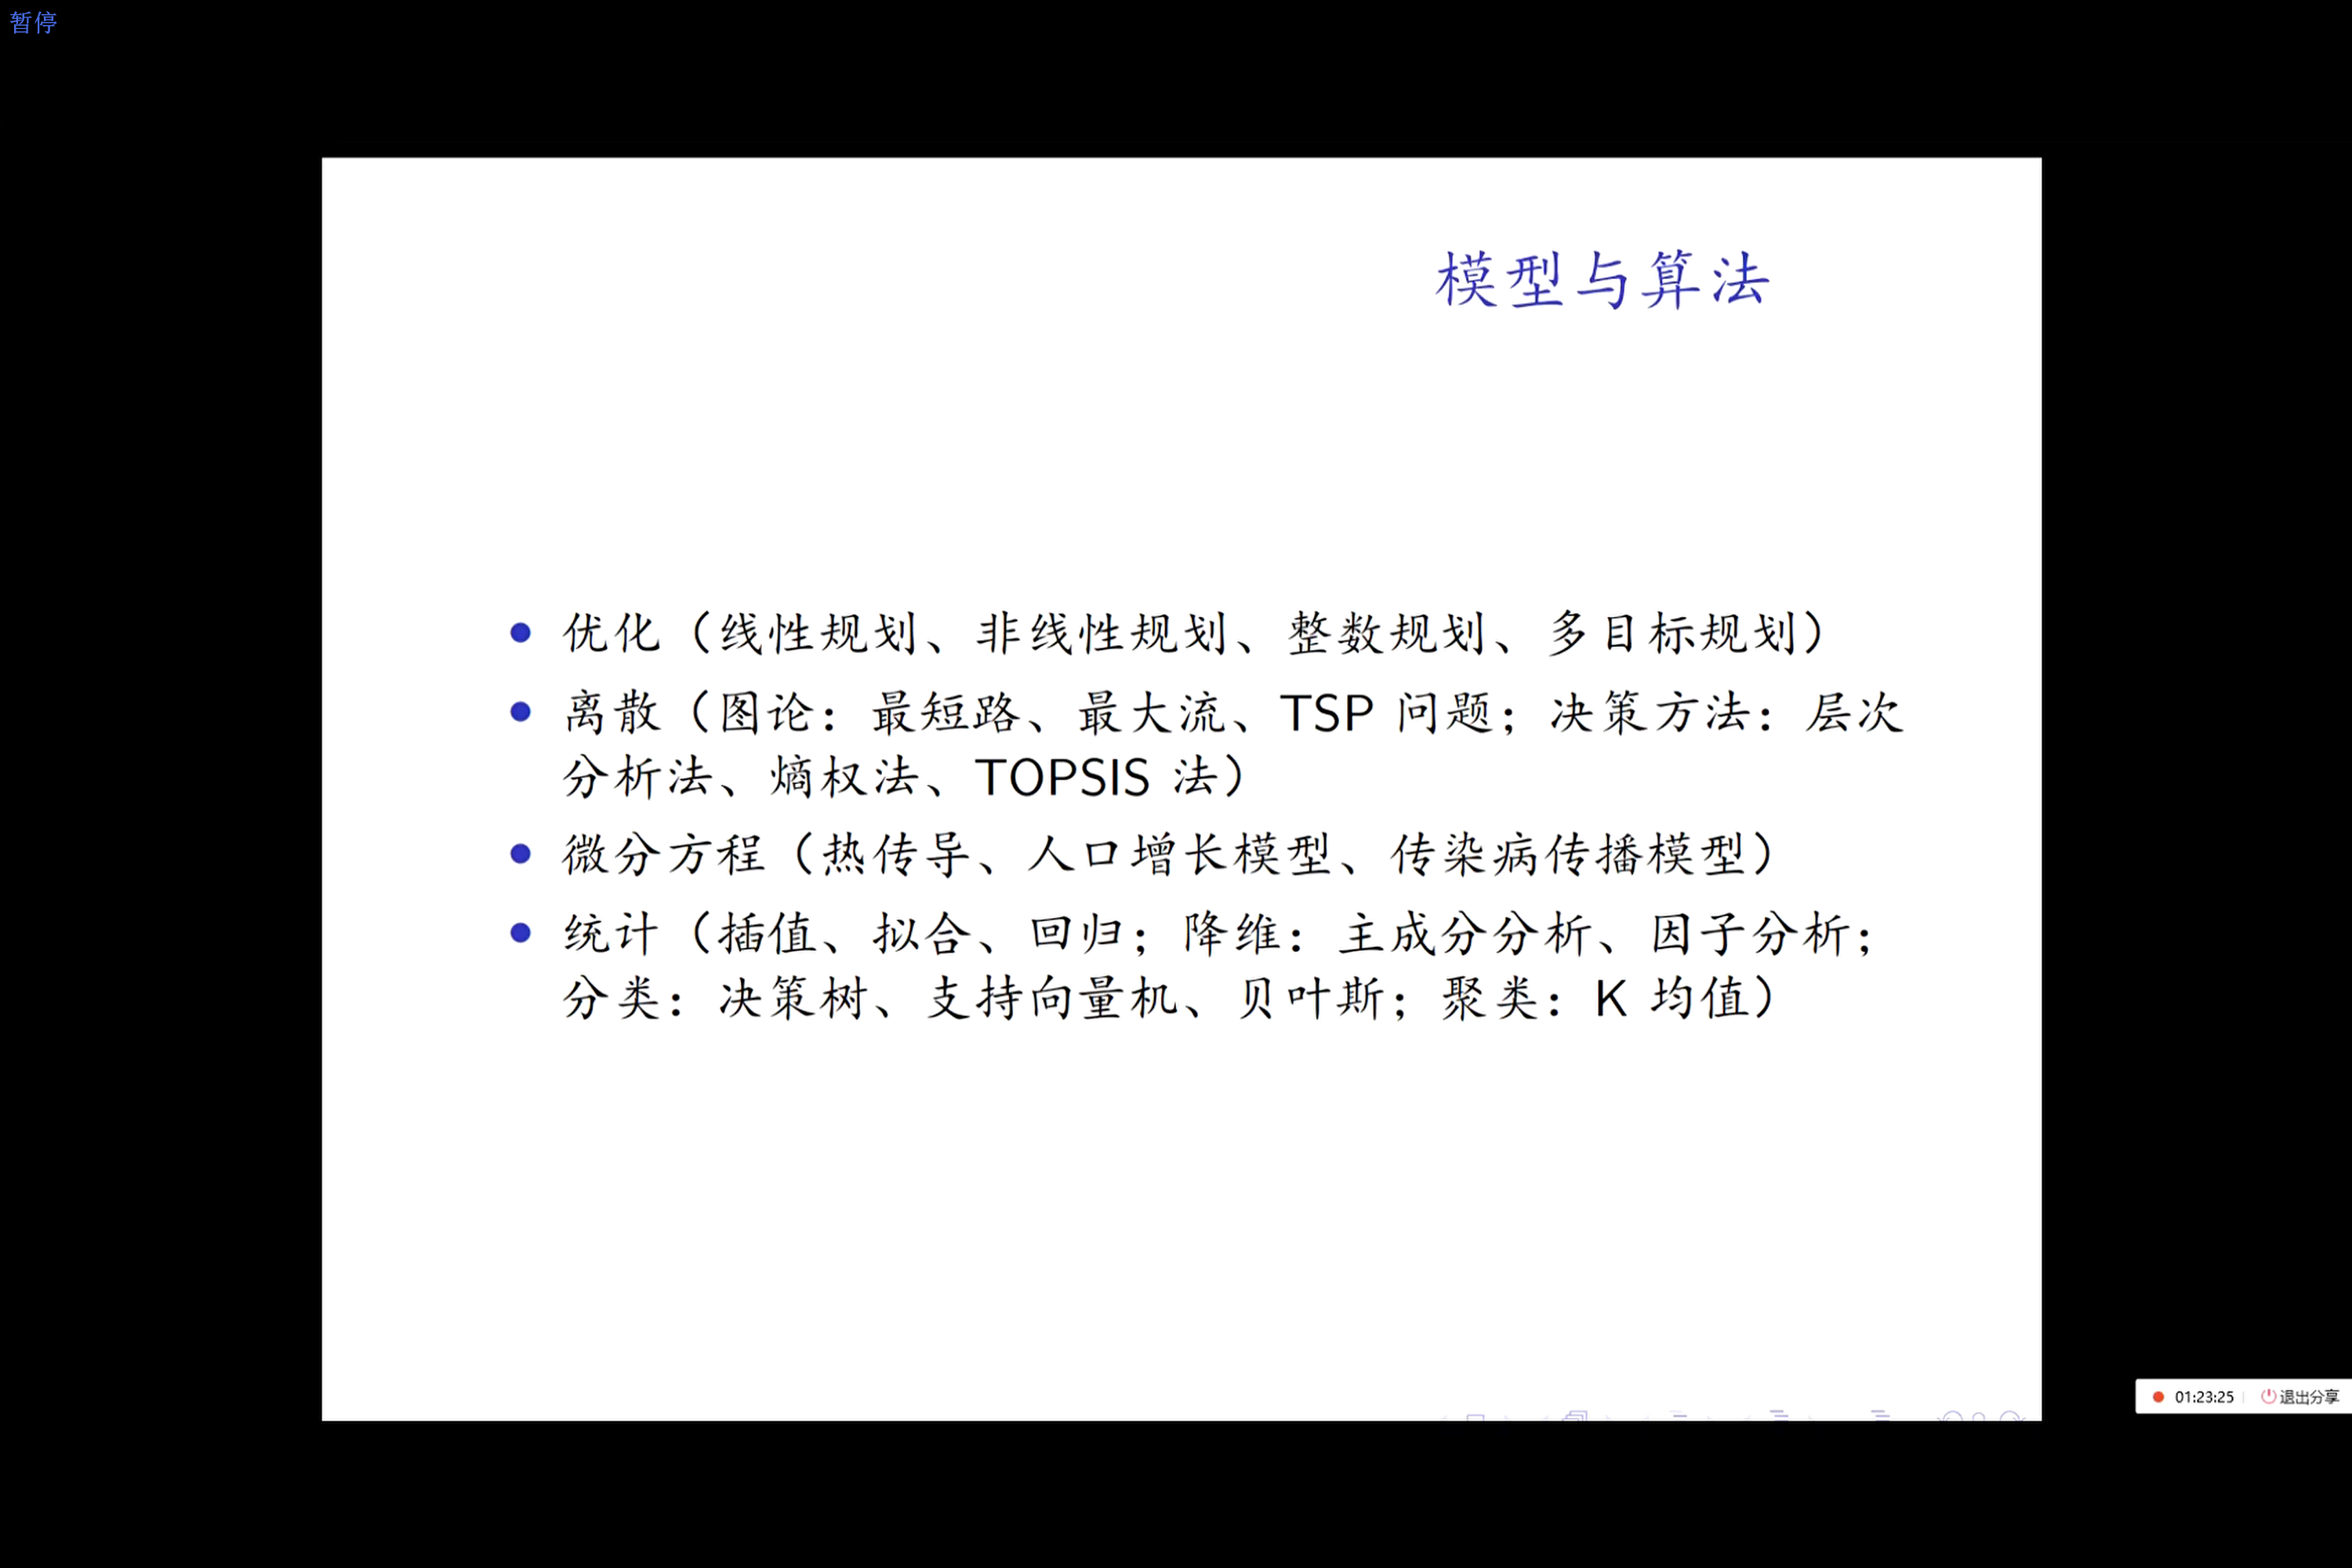 暂停
模型与算法
优化（线性规划、非线性规划、整数规划、多目标规划）
离散（图论：最短路、最大流、TSP 问题；决策方法：层次
分析法、熵权法、TOPSIS 法）
微分方程（热传导、人口增长模型、传染病传播模型）
统计（插值、拟合、回归；降维：主成分分析、因子分析；
分类：决策树、支持向量机、贝叶斯；聚类：K 均值）
01:23:25 退出分享